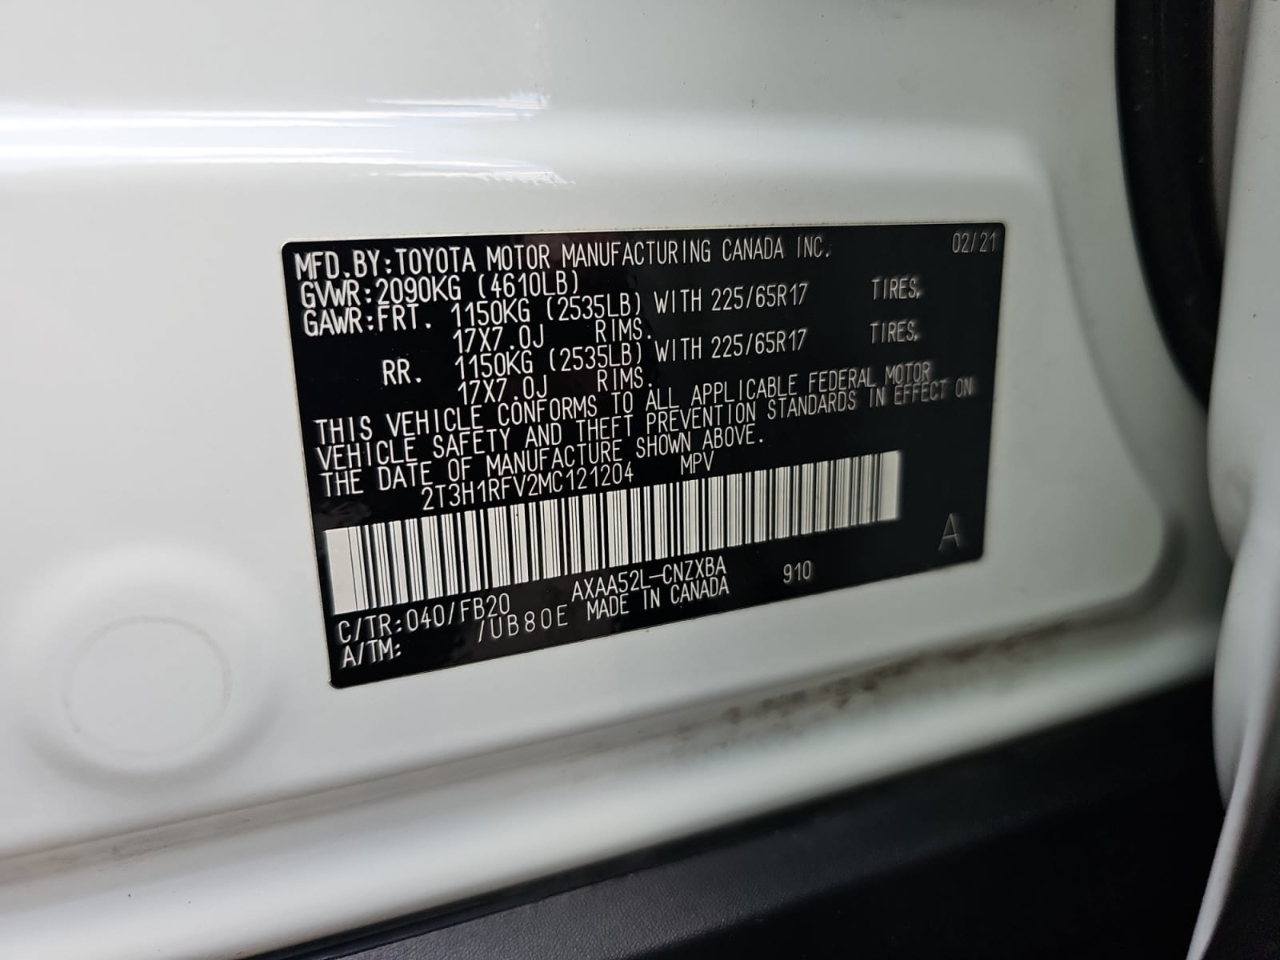 MFD.BY:TOYOTA MOTOR MANUFACTURING CANADA INC. 02/21
GVWR:2090KG (4610LB)
GAWR:FRT. 1150KG (2535LB) WITH 225/65R17 TIRES,
17X7.0J RIMS.
RR. 1150KG (2535LB) WITH 225/65R17 TIRES,
17X7.0J RIMS.
THIS VEHICLE CONFORMS TO ALL APPLICABLE FEDERAL MOTOR
VEHICLE SAFETY AND THEFT PREVENTION STANDARDS IN EFFECT ON
THE DATE OF MANUFACTURE SHOWN ABOVE.
2T3H1RFV2MC121204 MPV
A
AXAA52L-CNZXBA 910
C/TR:040/FB20 MADE IN CANADA
A/TM: /UB80E